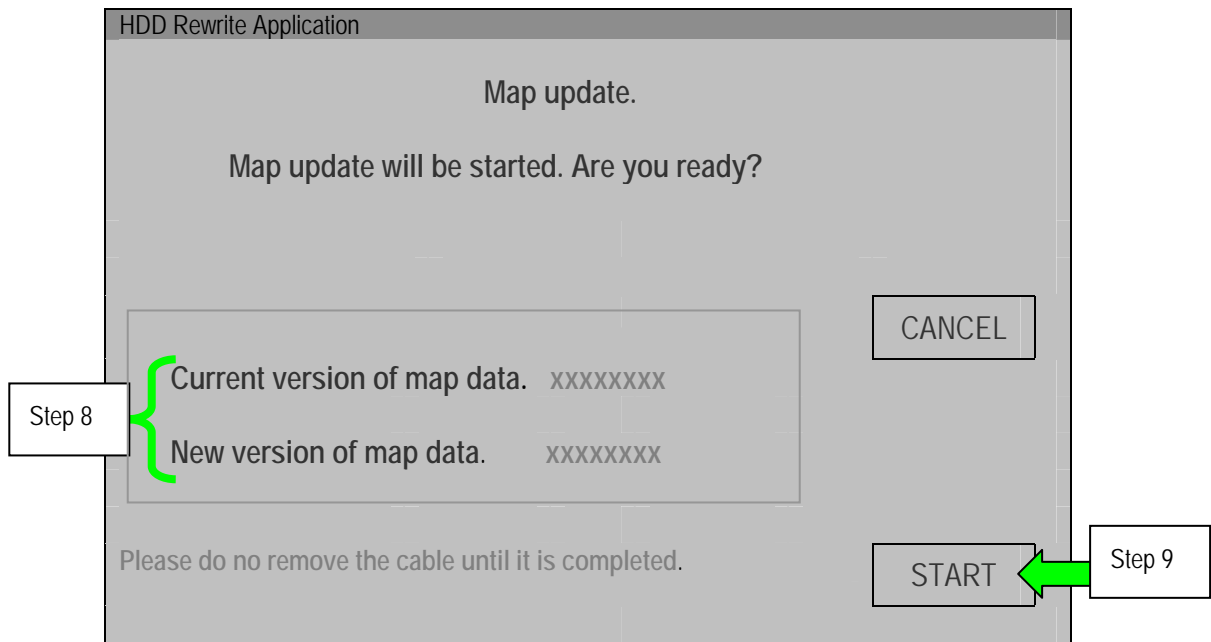 HDD Rewrite Application
Map update.
Map update will be started. Are you ready?
CANCEL
Current version of map data. xxxxxxxx
Step 8
New version of map data. xxxxxxxx
Please do no remove the cable until it is completed.
START
Step 9